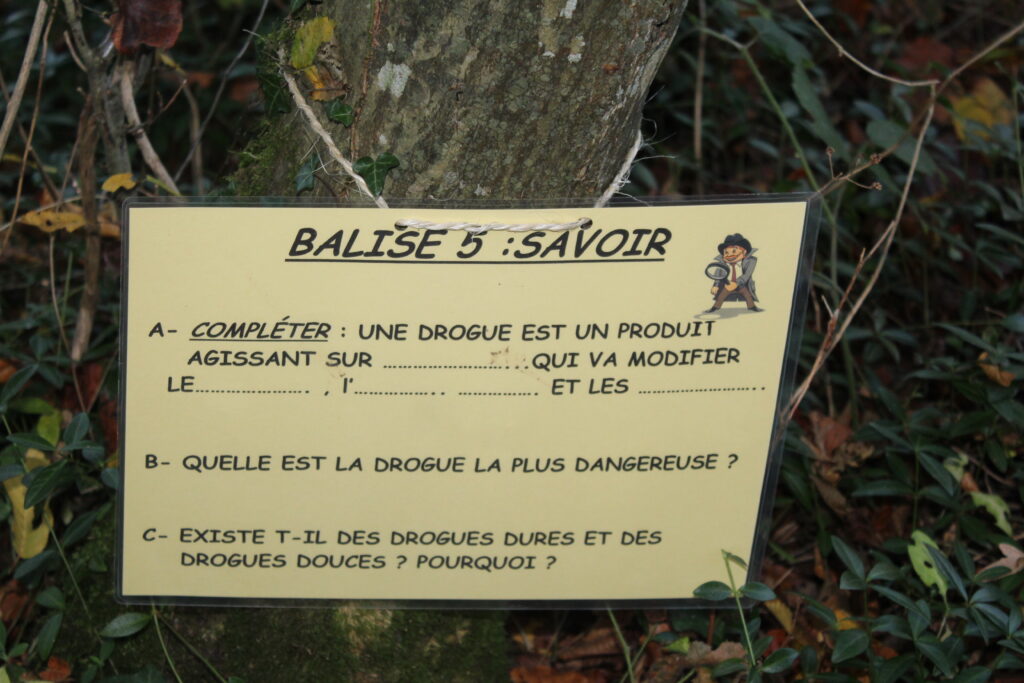 BALISE 5 :SAVOIR
A- COMPLÉTER : UNE DROGUE EST UN PRODUIT
AGISSANT SUR ........................QUI VA MODIFIER
LE.................... , l'................ .............. ET LES ......................
B- QUELLE EST LA DROGUE LA PLUS DANGEREUSE ?
C- EXISTE T-IL DES DROGUES DURES ET DES
DROGUES DOUCES ? POURQUOI ?